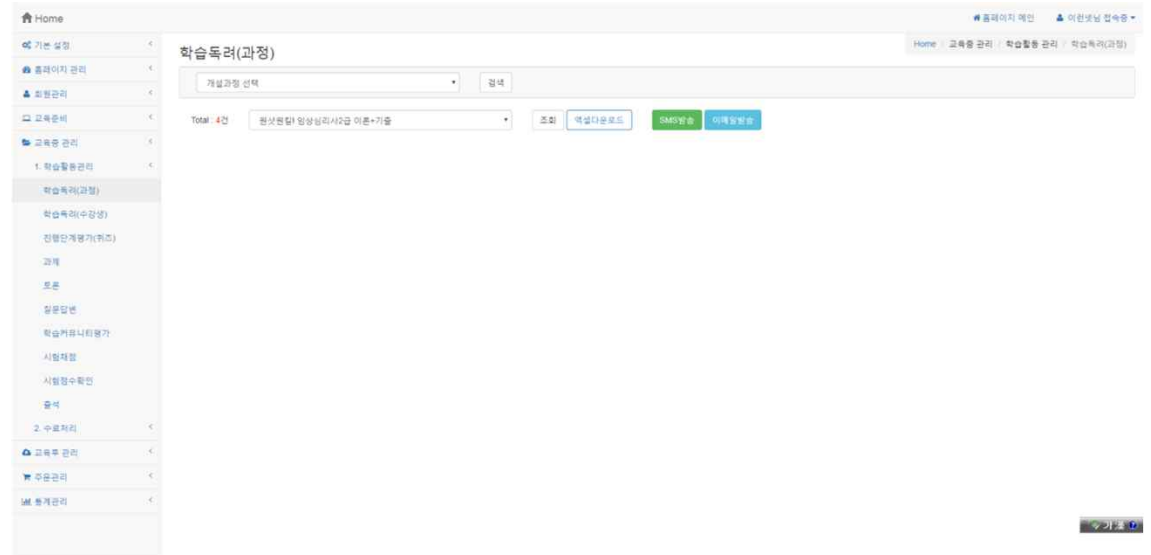 Home
홈페이지 메인
이런넷님 접속중
기본 설정
홈페이지 관리
회원관리
교육준비
교육중 관리
1. 학습활동관리
학습독려(과정)
학습독려(수강생)
진행단계평가(퀴즈)
과제
토론
질문답변
학습커뮤니티평가
시험채점
시험점수확인
출석
2. 수료처리
교육후 관리
주문관리
통계관리
학습독려(과정)
Home / 교육중 관리 / 학습활동 관리 / 학습독려(과정)
개설과정 선택
검색
Total : 4건
원샷원킬! 임상심리사2급 이론+기출
조회
엑셀다운로드
SMS발송
이메일발송
가 漢